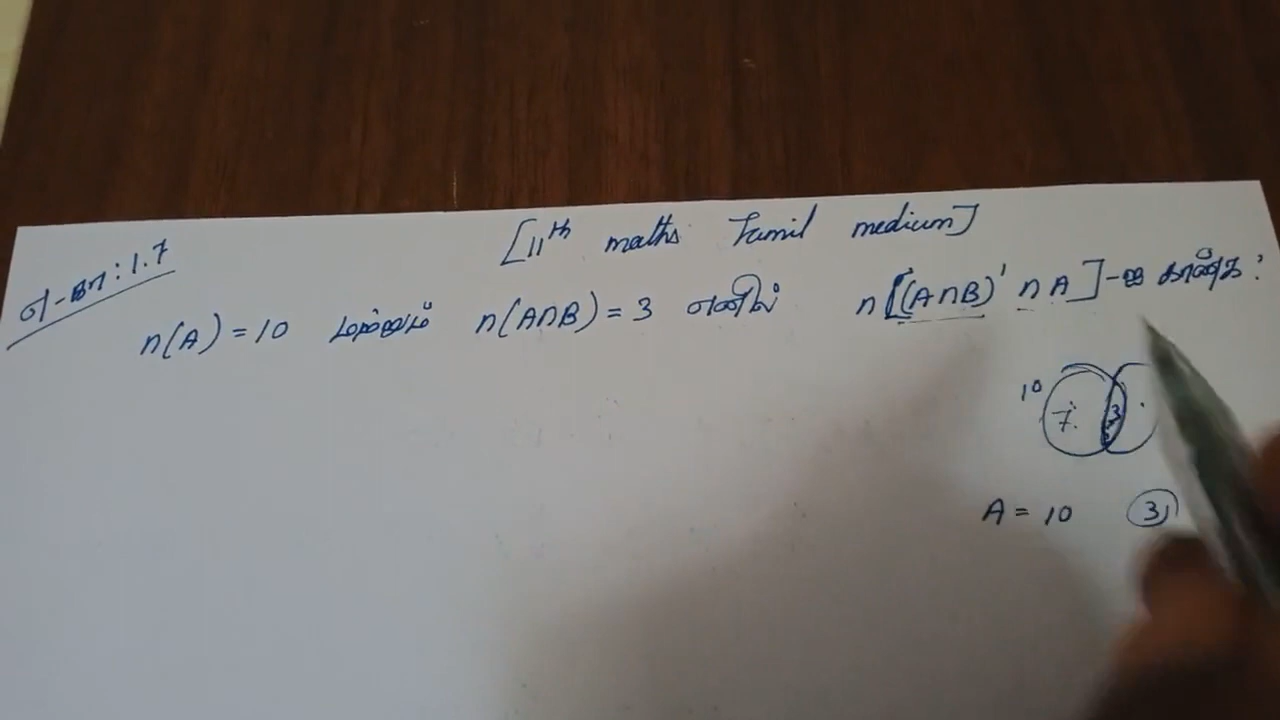 [11th maths Tamil medium]
எ-கா: 1.7
n(A) = 10 மற்றும் n(A∩B) = 3 எனில் n[(A∩B)' ∩ A] -ஐ காண்க:
10
7 3
A = 10 3